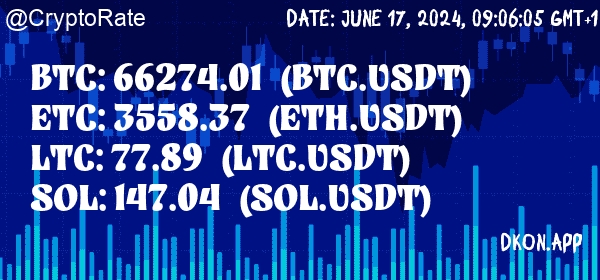 @CryptoRate
DATE: JUNE 17, 2024, 09:06:05 GMT+1
BTC: 66274.01 (BTC.USDT)
ETC: 3558.37 (ETH.USDT)
LTC: 77.89 (LTC.USDT)
SOL: 147.04 (SOL.USDT)
DKON.APP